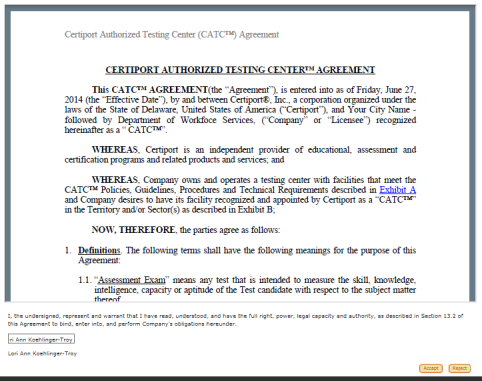 Certiport Authorized Testing Center (CATC™) Agreement
CERTIPORT AUTHORIZED TESTING CENTER™ AGREEMENT
This CATC™ AGREEMENT(the "Agreement"), is entered into as of Friday, June 27,
2014 (the "Effective Date"), by and between Certiport®, Inc., a corporation organized under the
laws of the State of Delaware, United States of America ("Certiport"), and Your City Name -
followed by Department of Workfoce Services, ("Company" or "Licensee") recognized
hereinafter as a " CATC™".
WHEREAS, Certiport is an independent provider of educational, assessment and
certification programs and related products and services; and
WHEREAS, Company owns and operates a testing center with facilities that meet the
CATC™ Policies, Guidelines, Procedures and Technical Requirements described in Exhibit A
and Company desires to have its facility recognized and appointed by Certiport as a "CATC™"
in the Territory and/or Sector(s) as described in Exhibit B;
NOW, THEREFORE, the parties agree as follows:
1. Definitions. The following terms shall have the following meanings for the purpose of this
Agreement:
1.1. "Assessment Exam" means any test that is intended to measure the skill, knowledge,
intelligence, capacity or aptitude of the Test candidate with respect to the subject matter
thereof
I, the undersigned, represent and warrant that I have read, understood, and have the full right, power, legal capacity and authority, as described in Section 13.2 of
this Agreement to bind, enter into, and perform Company's obligations hereunder.
ri Ann Koehlinger-Troy
Lori Ann Koehlinger-Troy
Accept Reject